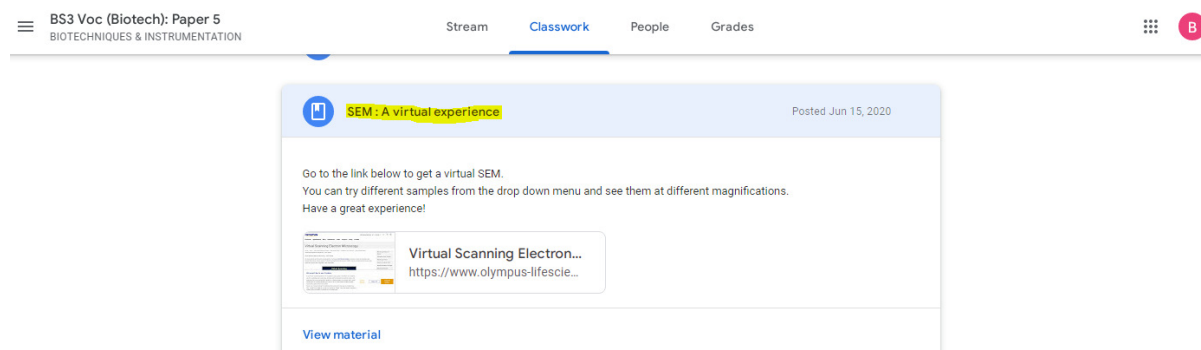 BS3 Voc (Biotech): Paper 5
BIOTECHNIQUES & INSTRUMENTATION
Stream Classwork People Grades
B
SEM : A virtual experience
Posted Jun 15, 2020
Go to the link below to get a virtual SEM.
You can try different samples from the drop down menu and see them at different magnifications.
Have a great experience!
Virtual Scanning Electron...
https://www.olympus-lifescie...
View material